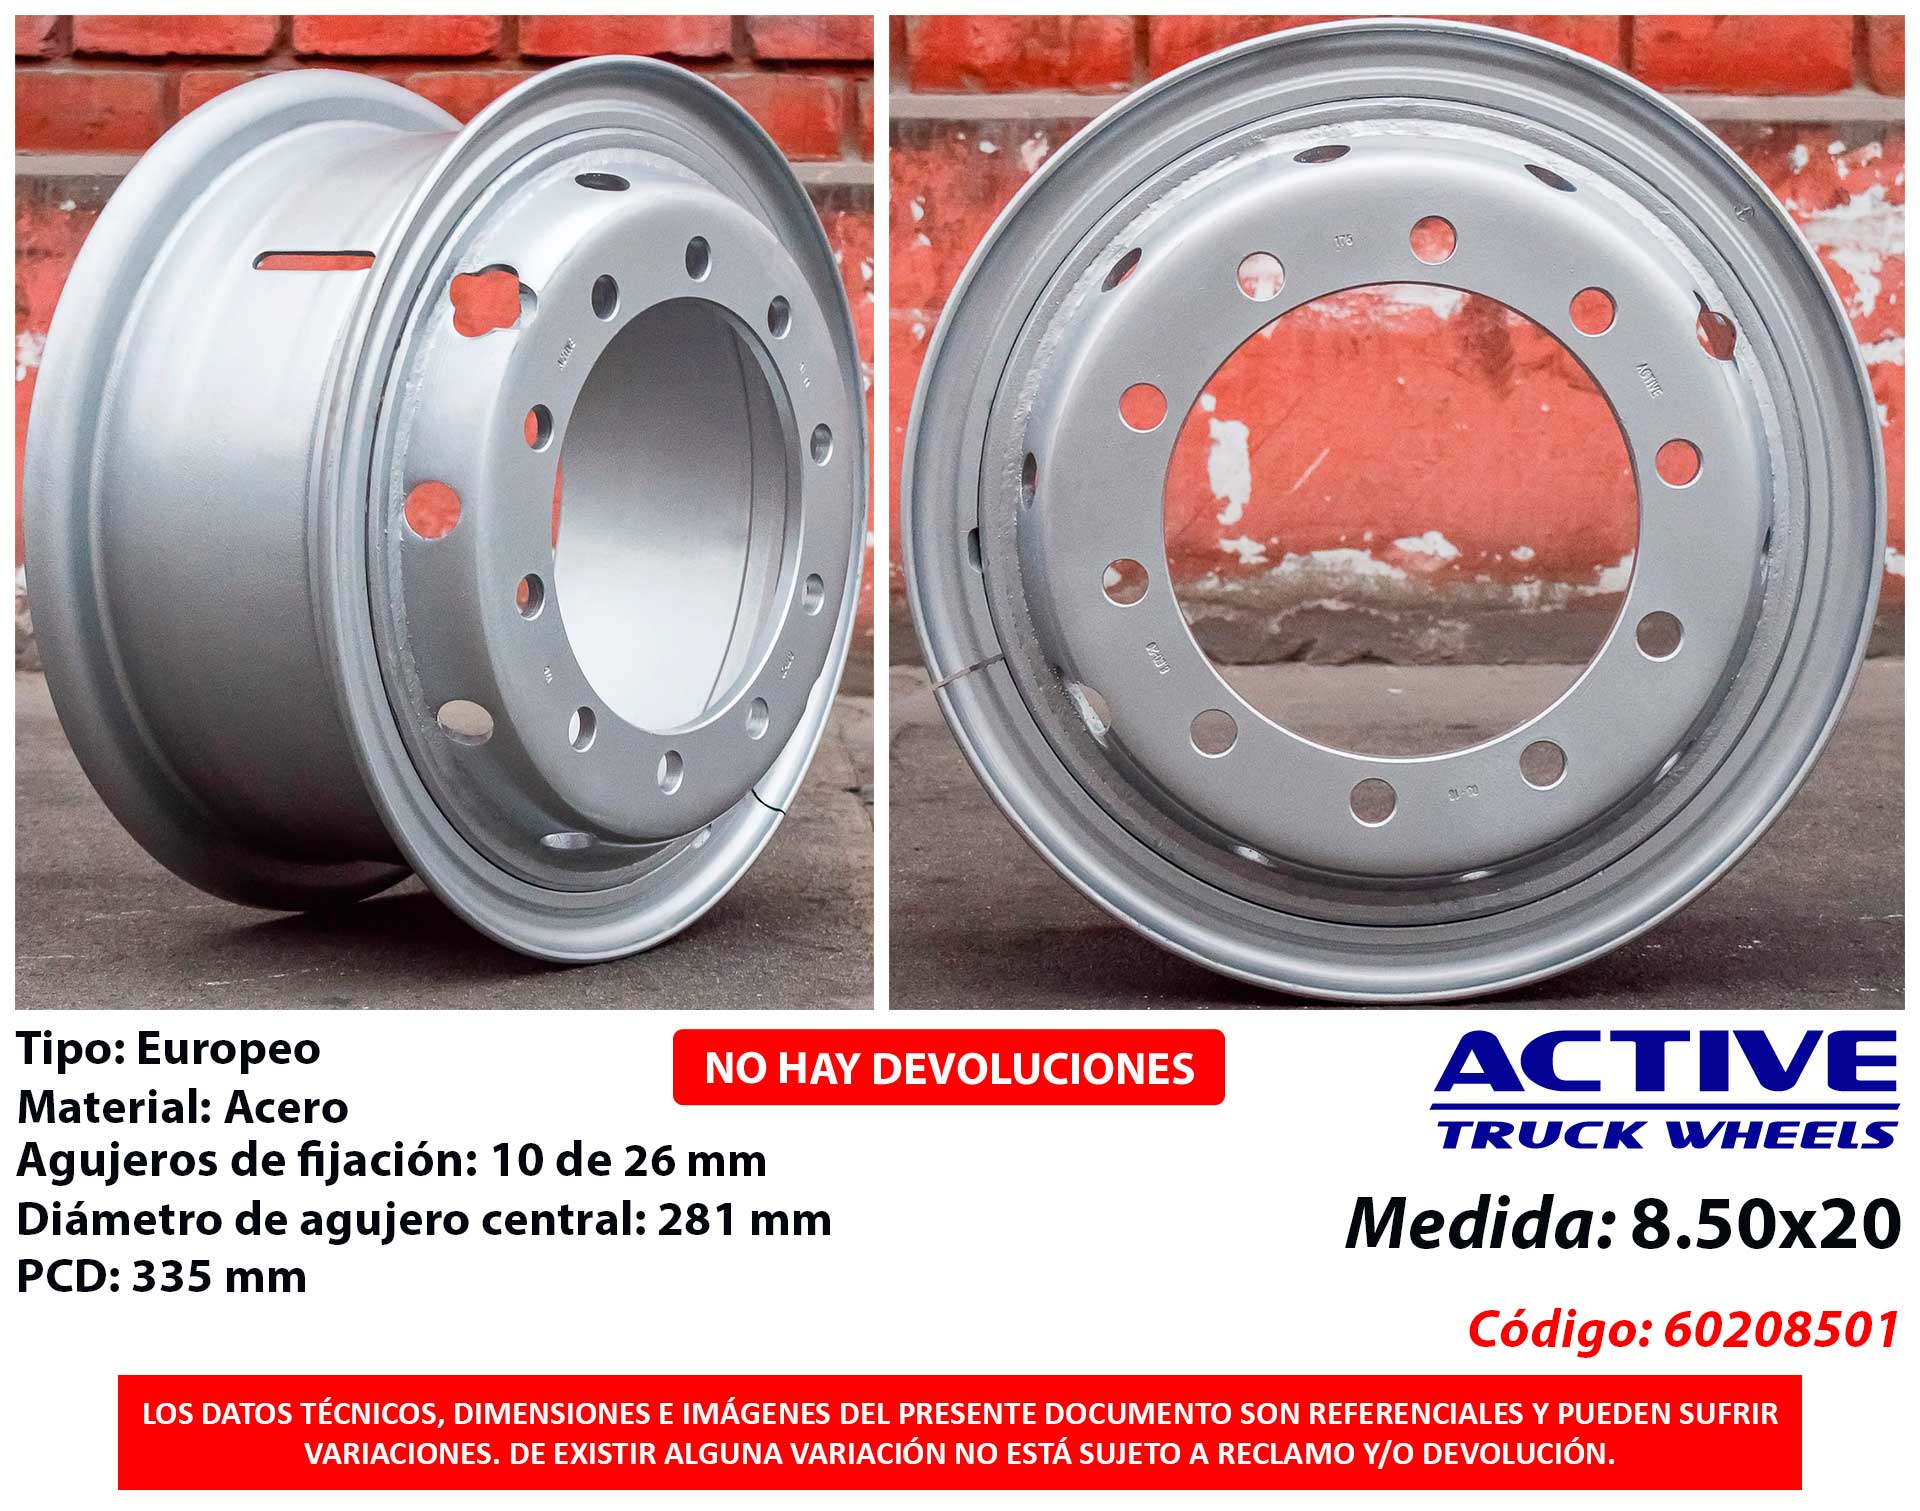 175
ACTIVE
Tipo: Europeo
Material: Acero
Agujeros de fijación: 10 de 26 mm
Diámetro de agujero central: 281 mm
PCD: 335 mm
NO HAY DEVOLUCIONES
ACTIVE
TRUCK WHEELS
Medida: 8.50x20
Código: 60208501
LOS DATOS TÉCNICOS, DIMENSIONES E IMÁGENES DEL PRESENTE DOCUMENTO SON REFERENCIALES Y PUEDEN SUFRIR
VARIACIONES. DE EXISTIR ALGUNA VARIACIÓN NO ESTÁ SUJETO A RECLAMO Y/O DEVOLUCIÓN.